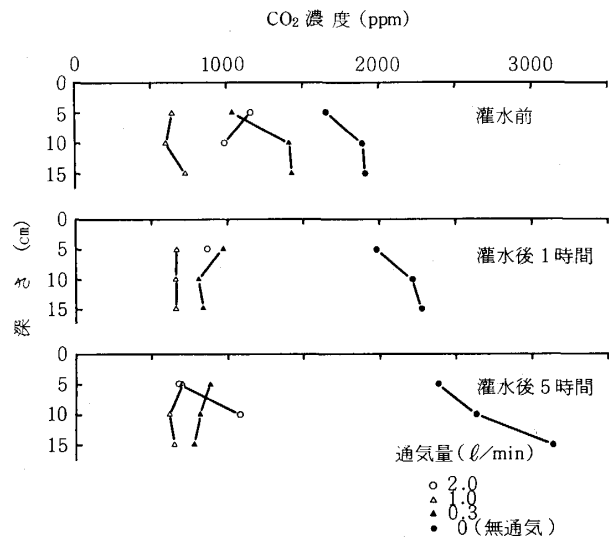 CO₂ 濃 度 (ppm)
0 1000 2000 3000
0
5
10
15
灌水前
0
5
10
15
灌水後 1 時間
0
5
10
15
灌水後 5 時間
深 さ (cm)
通気量(ℓ/min)
○ 2.0
△ 1.0
▲ 0.3
● 0 (無通気)